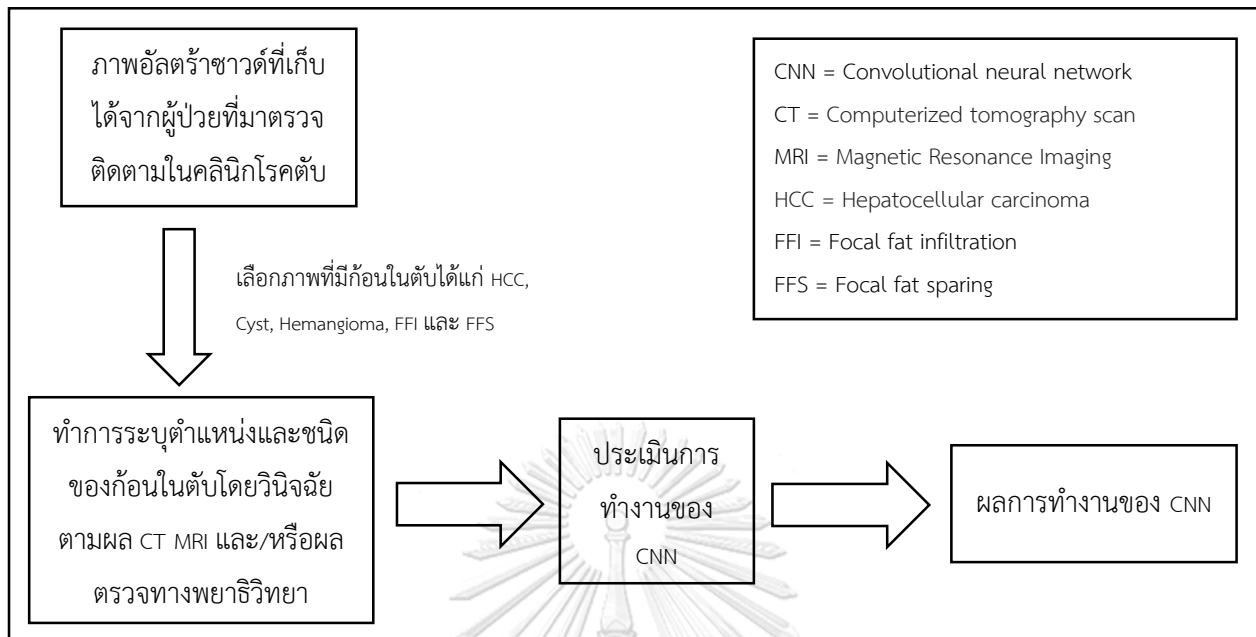 ภาพอัลตร้าซาวด์ที่เก็บ
ได้จากผู้ป่วยที่มาตรวจ
ติดตามในคลินิกโรคตับ
CNN = Convolutional neural network
CT = Computerized tomography scan
MRI = Magnetic Resonance Imaging
HCC = Hepatocellular carcinoma
FFI = Focal fat infiltration
FFS = Focal fat sparing
เลือกภาพที่มีก้อนในตับได้แก่ HCC,
Cyst, Hemangioma, FFI และ FFS
ทำการระบุตำแหน่งและชนิด
ของก้อนในตับโดยวินิจฉัย
ตามผล CT MRI และ/หรือผล
ตรวจทางพยาธิวิทยา
ประเมินการ
ทำงานของ
CNN
ผลการทำงานของ CNN